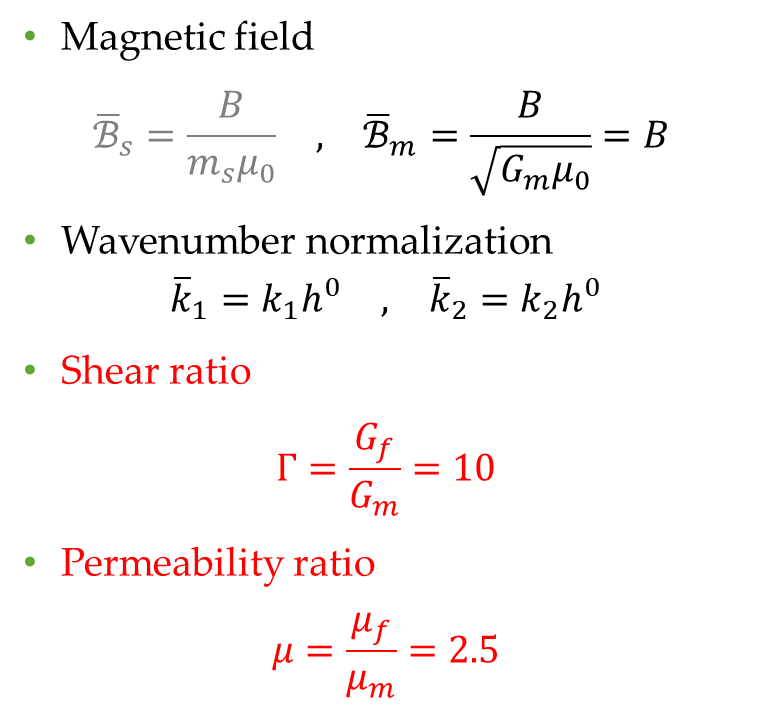 • Magnetic field
ℬ̅ₛ = B / (mₛμ₀) , ℬ̅ₘ = B / √(Gₘμ₀) = B
• Wavenumber normalization
k̅₁ = k₁h⁰ , k̅₂ = k₂h⁰
• Shear ratio
Γ = G_f / Gₘ = 10
• Permeability ratio
μ = μ_f / μₘ = 2.5